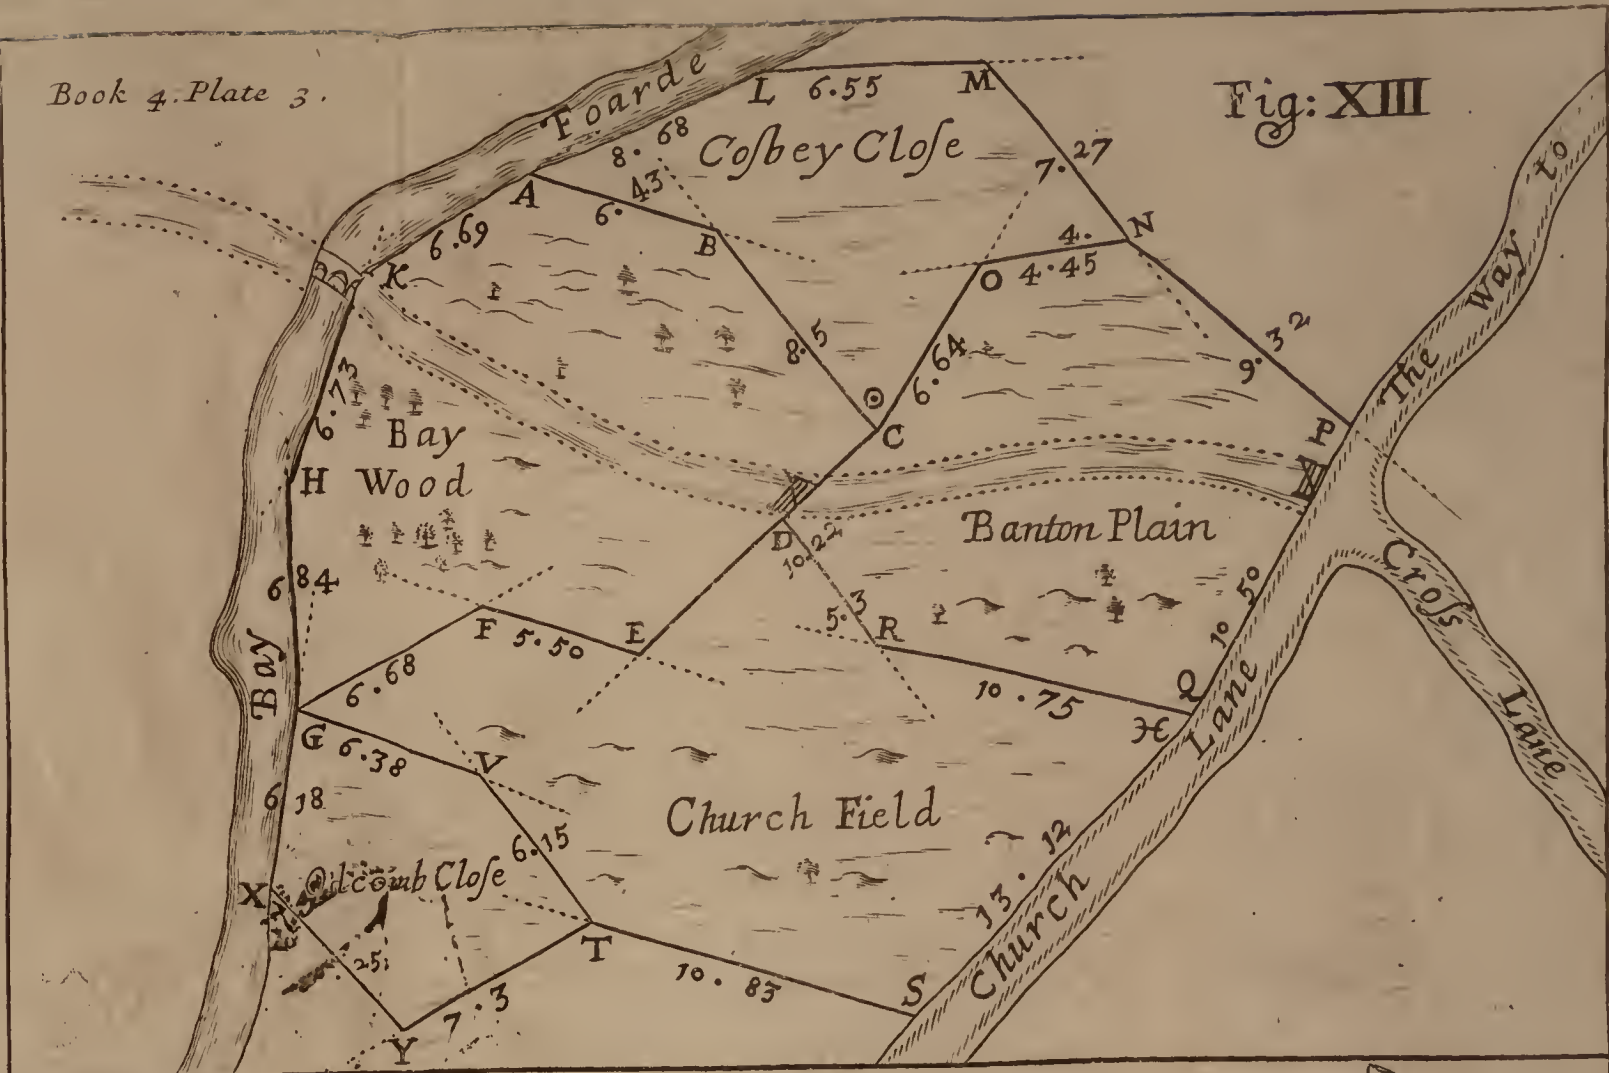 Book 4. Plate 3.
Fig: XIII
Foarde
L 6.55 M
8.68
Coſbey Cloſe
7.27
A
6.43
6.69
B
K
N
4.
O 4.45
8.5
6.64
9.32
6.73
C
P
Bay
Wood
H
D
10.22
Banton Plain
The Way to
Croſs
Lane
6 84
F 5.50 E
5.3
R
10 50
6.68
Bay
10.75
Q
G 6.38
V
6 18
6.15
Church Field
13.12
X
comb Cloſe
25
T
10.83
S
7.3
Y
Church Lane